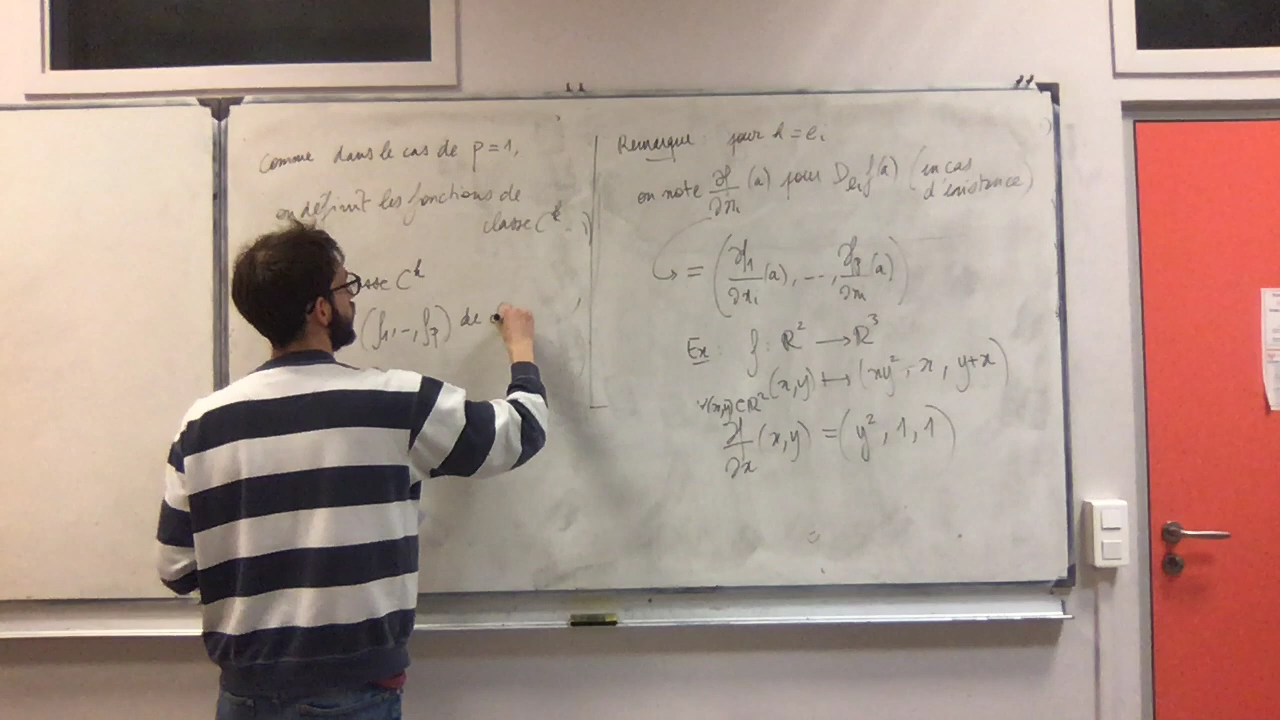 Comme dans le cas de p=1,
on définit les fonctions de
classe C^k
classe C^k
(f₁, -, f_p) de c
Remarque : pour h = e_i
on note ∂f/∂x_i (a) pour D_{e_i}f(a) (en cas
d'existence)
↪ = (∂f₁/∂x_i (a), ..., ∂f_p/∂x_i (a))
Ex : f : ℝ² → ℝ³
(x,y) ↦ (xy², x, y+x)
∀(x,y)∈ℝ²
∂f/∂x (x,y) = (y², 1, 1)